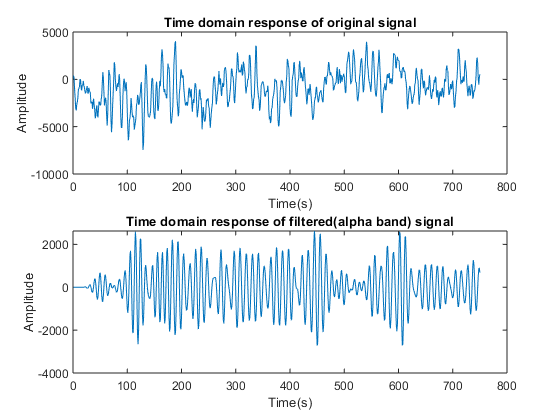 Time domain response of original signal
5000
0
-5000
-10000
Amplitude
0 100 200 300 400 500 600 700 800
Time(s)
Time domain response of filtered(alpha band) signal
2000
0
-2000
-4000
Amplitude
0 100 200 300 400 500 600 700 800
Time(s)